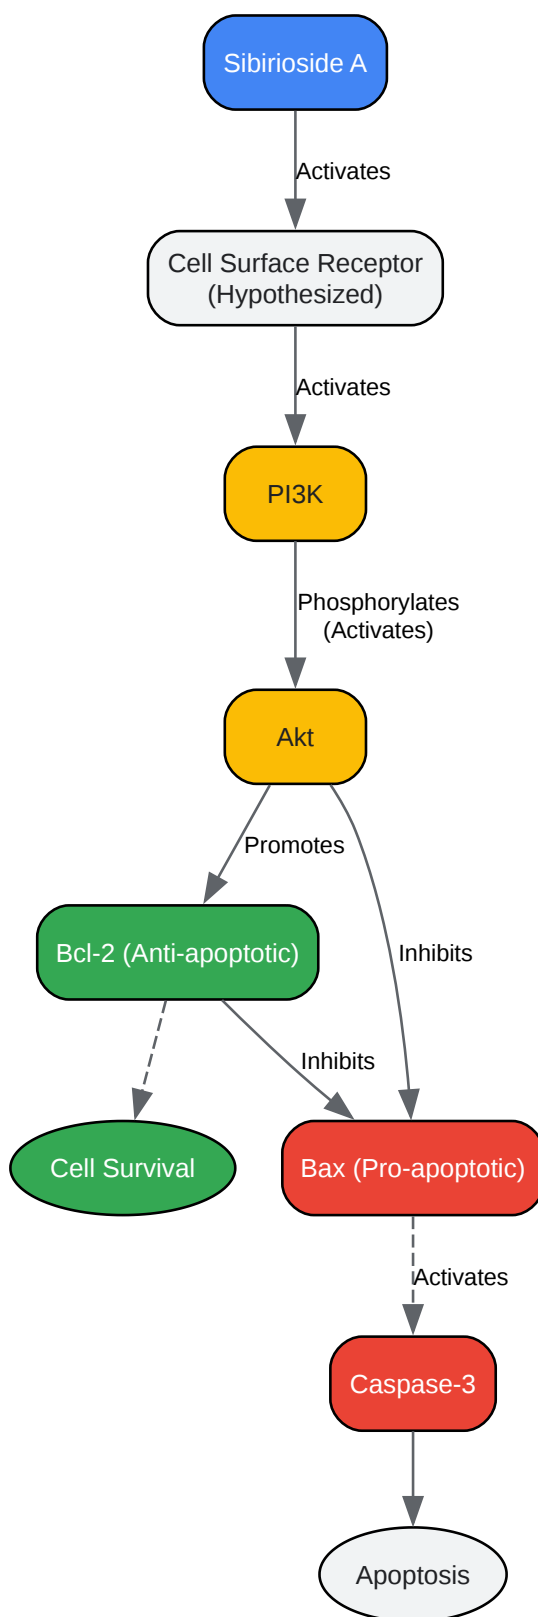 Sibirioside A
Activates
Cell Surface Receptor
(Hypothesized)
Activates
PI3K
Phosphorylates
(Activates)
Akt
Promotes
Bcl-2 (Anti-apoptotic)
Inhibits
Inhibits
Cell Survival
Bax (Pro-apoptotic)
Activates
Caspase-3
Apoptosis